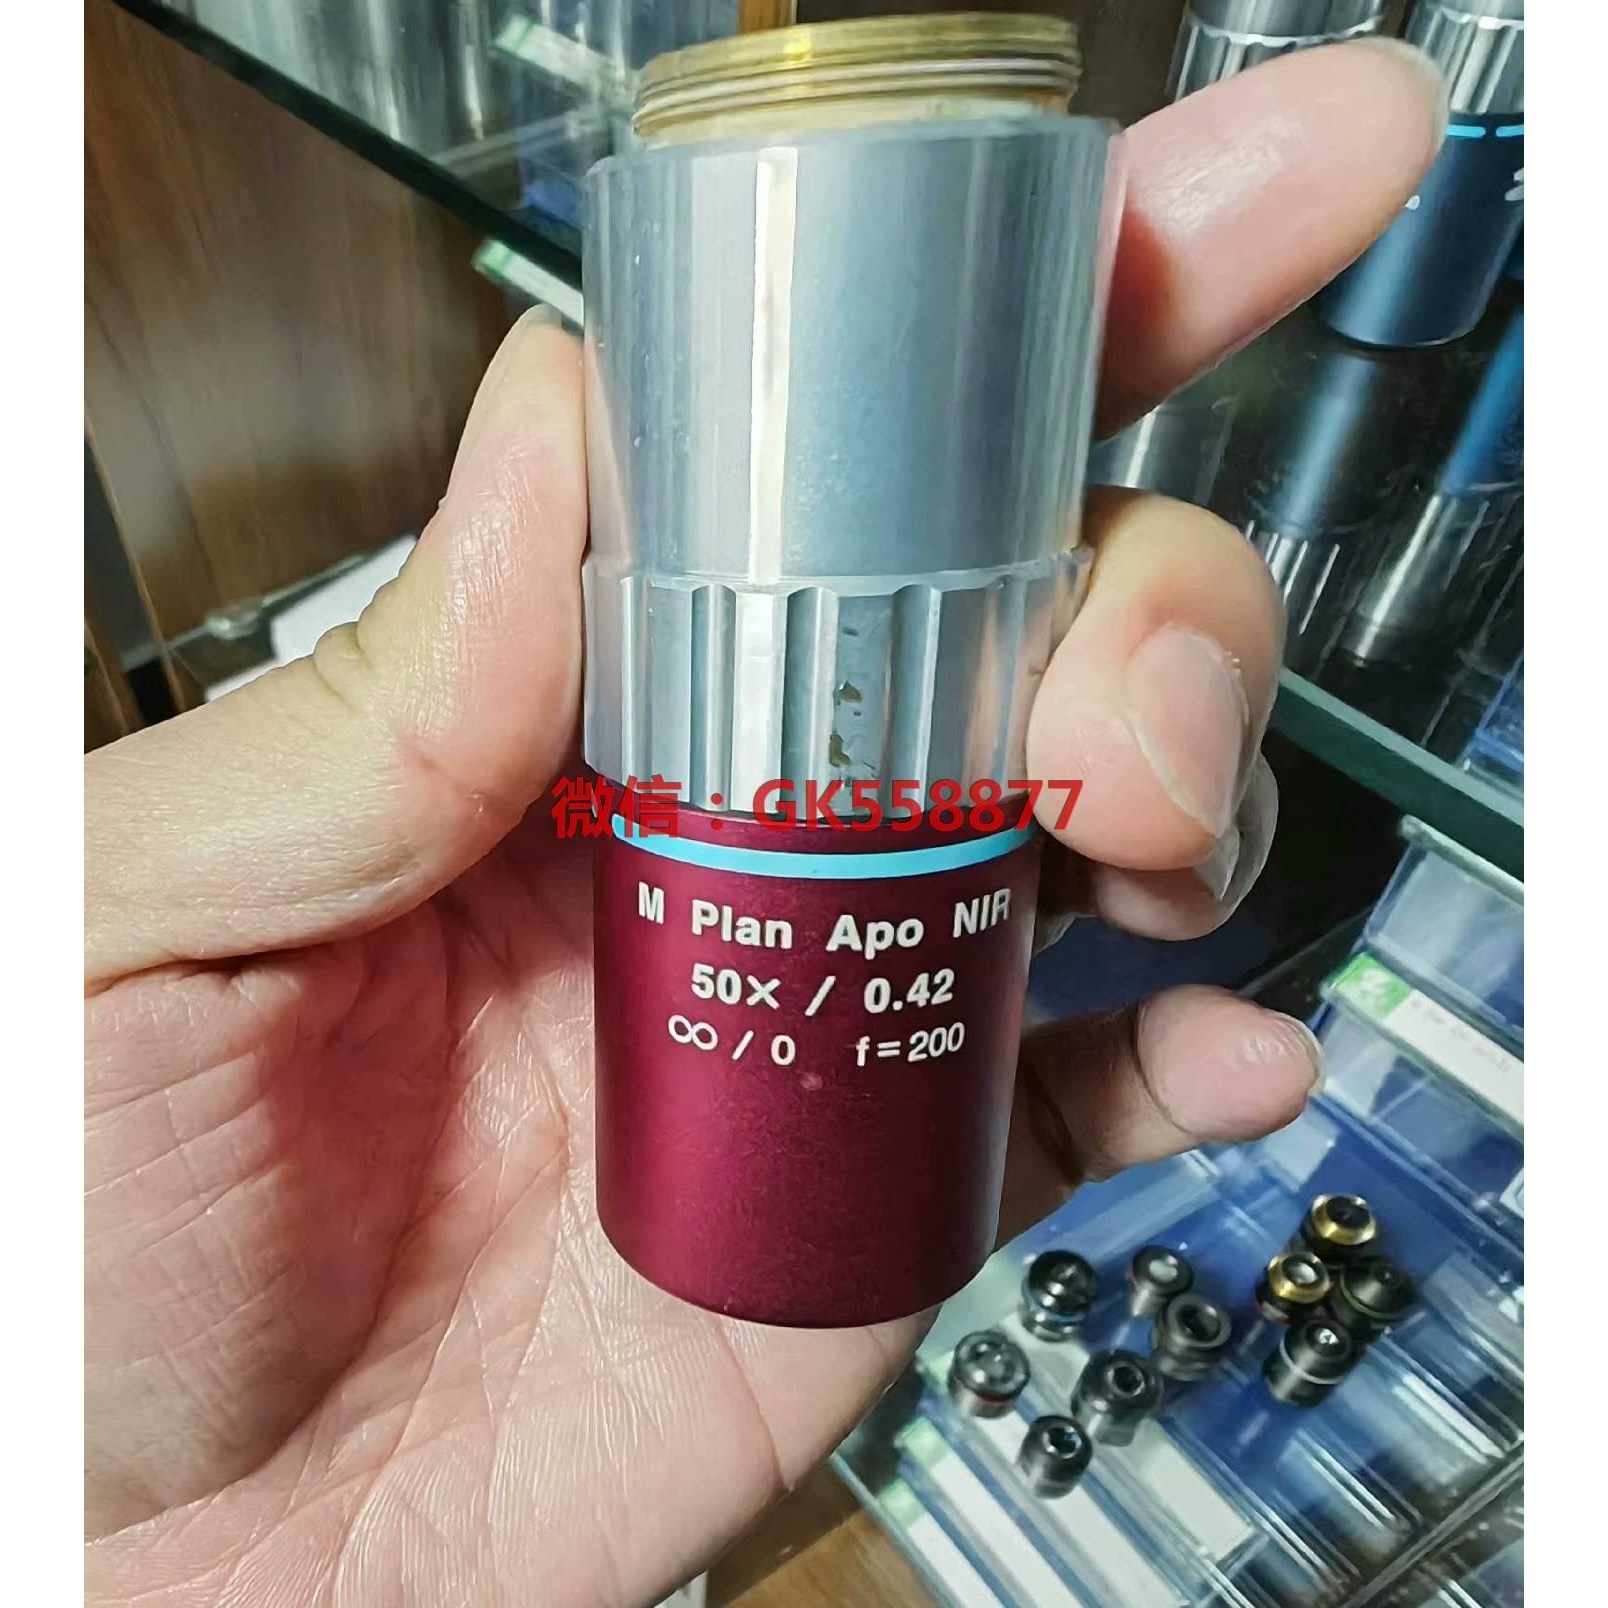 微信：GK558877
M Plan Apo NIR
50× / 0.42
∞ / 0 f=200